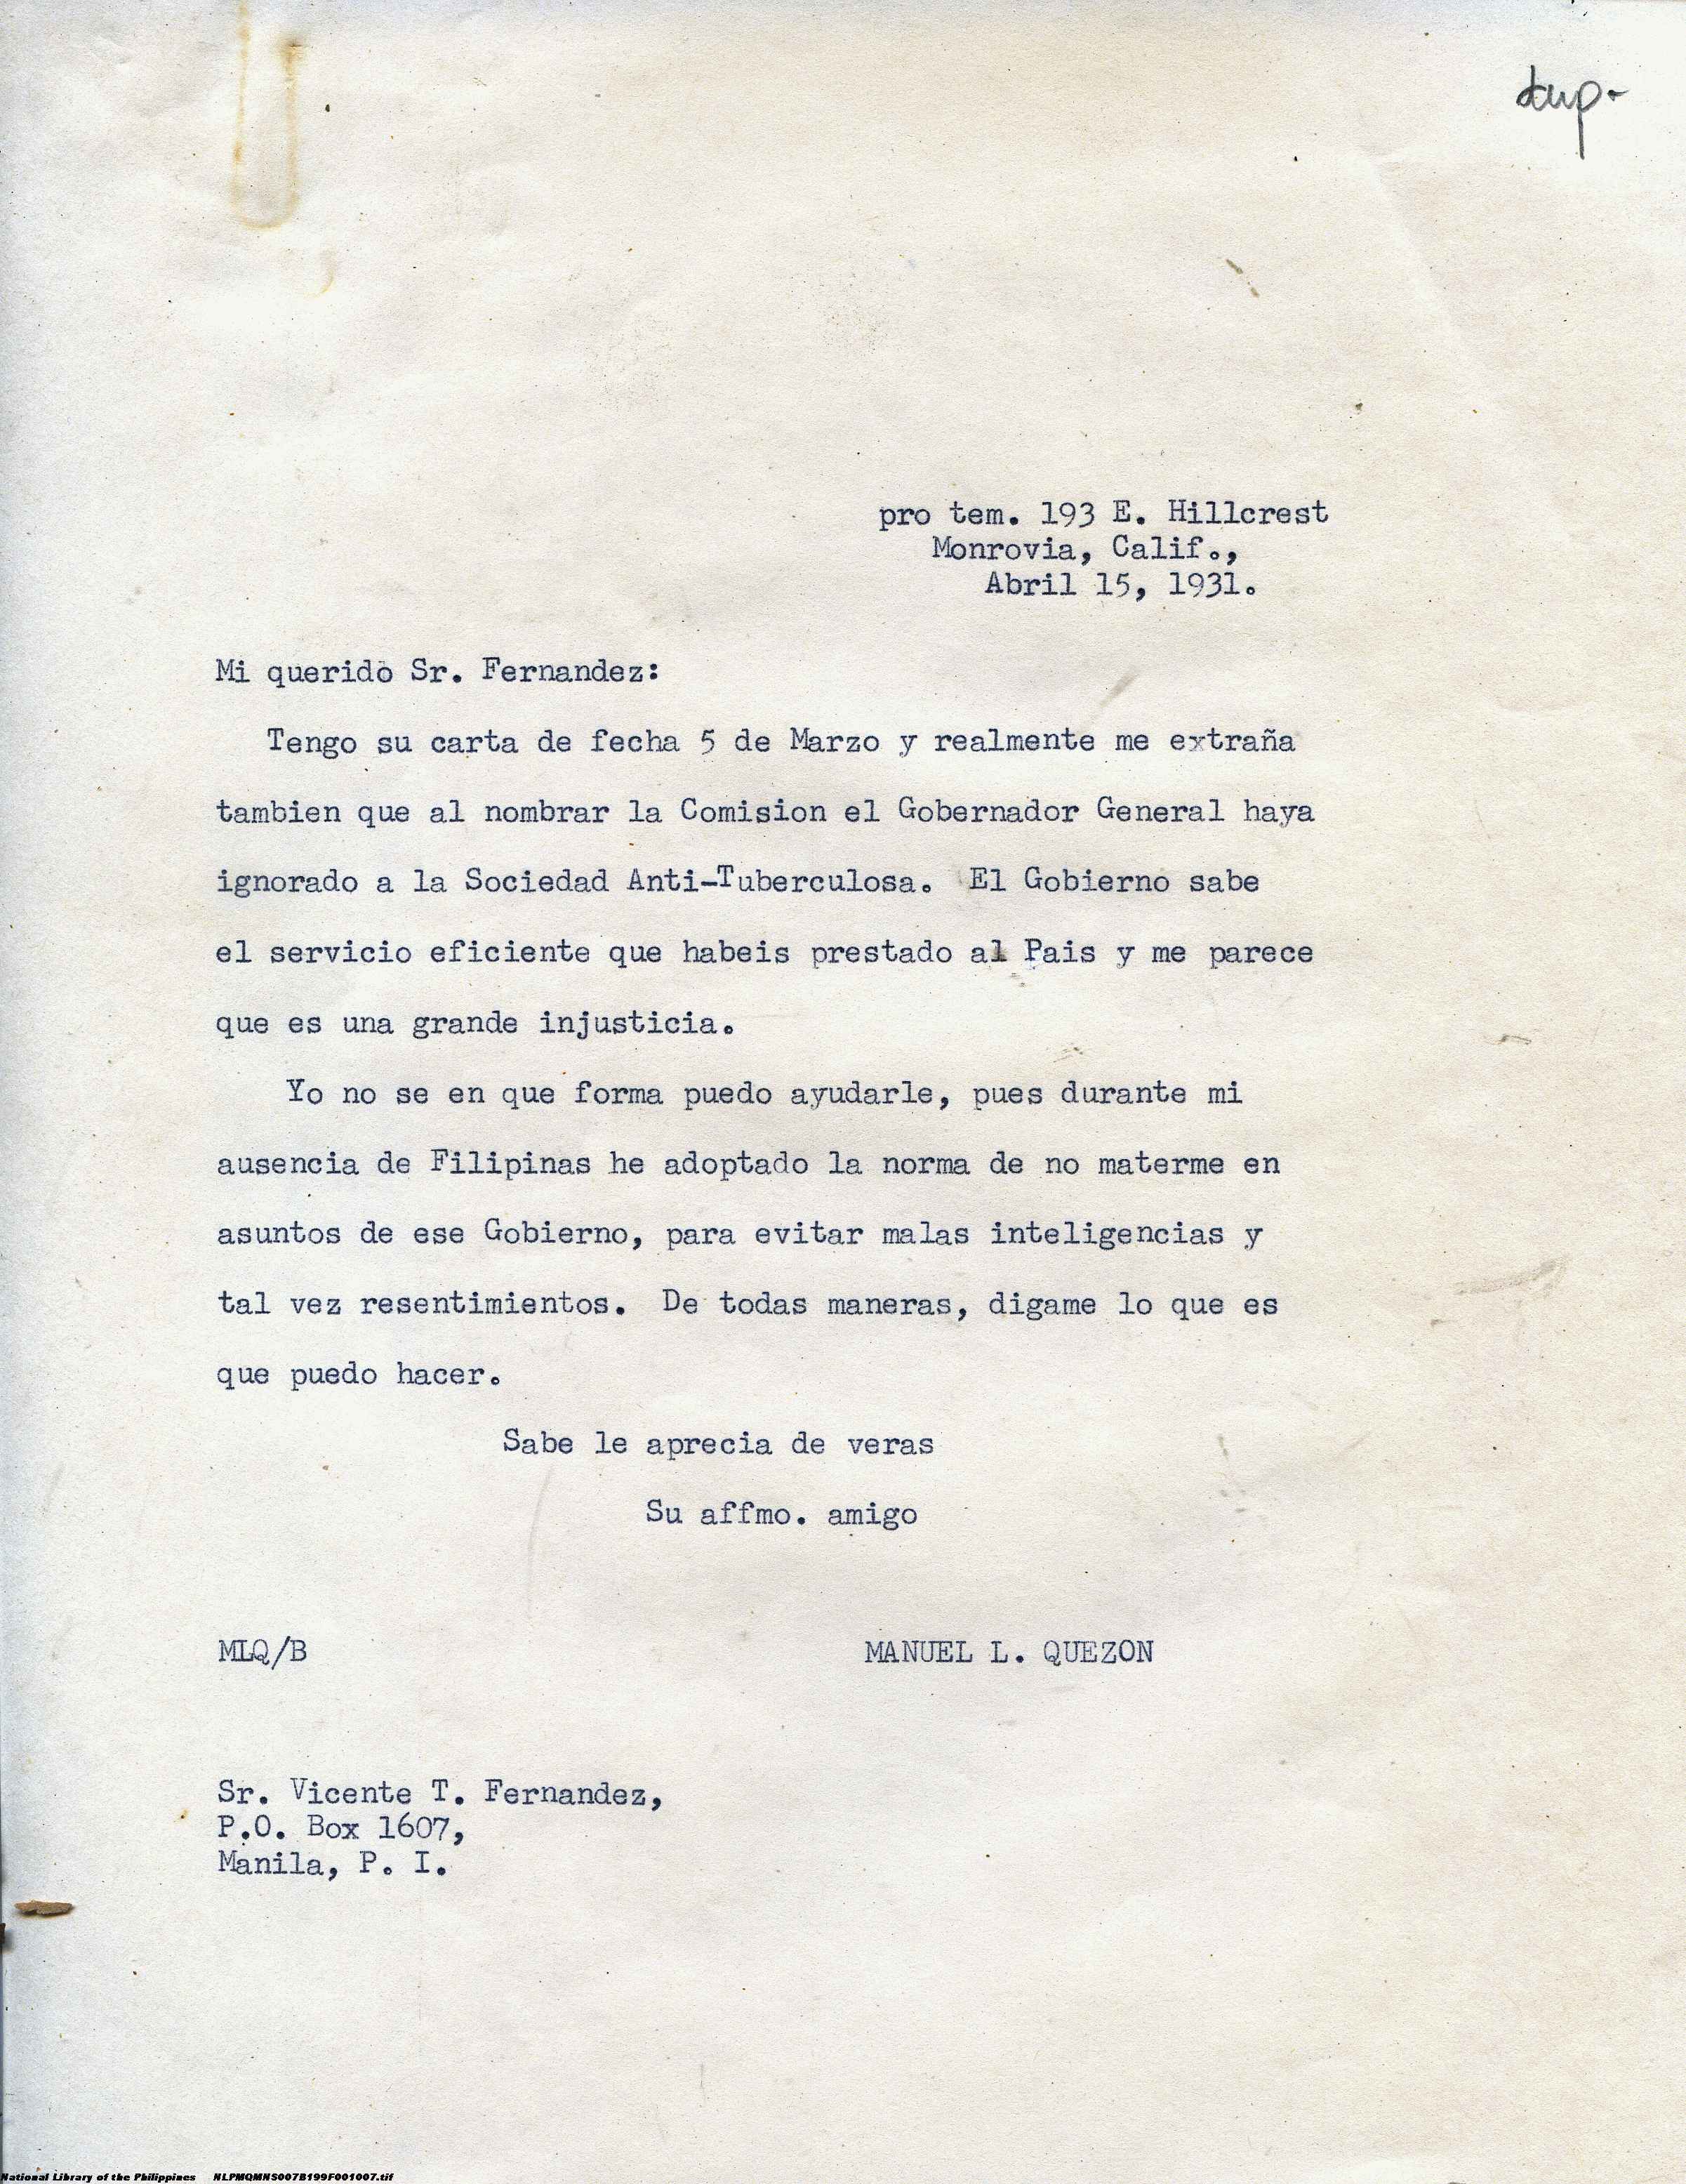 dup.
pro tem. 193 E. Hillcrest
Monrovia, Calif.,
Abril 15, 1931.
Mi querido Sr. Fernandez:
Tengo su carta de fecha 5 de Marzo y realmente me extraña
tambien que al nombrar la Comision el Gobernador General haya
ignorado a la Sociedad Anti-Tuberculosa. El Gobierno sabe
el servicio eficiente que habeis prestado al Pais y me parece
que es una grande injusticia.
Yo no se en que forma puedo ayudarle, pues durante mi
ausencia de Filipinas he adoptado la norma de no materme en
asuntos de ese Gobierno, para evitar malas inteligencias y
tal vez resentimientos. De todas maneras, digame lo que es
que puedo hacer.
Sabe le aprecia de veras
Su affmo. amigo
MLQ/B MANUEL L. QUEZON
Sr. Vicente T. Fernandez,
P.O. Box 1607,
Manila, P. I.
National Library of the Philippines NLPMQMNS007B199F001007.tif